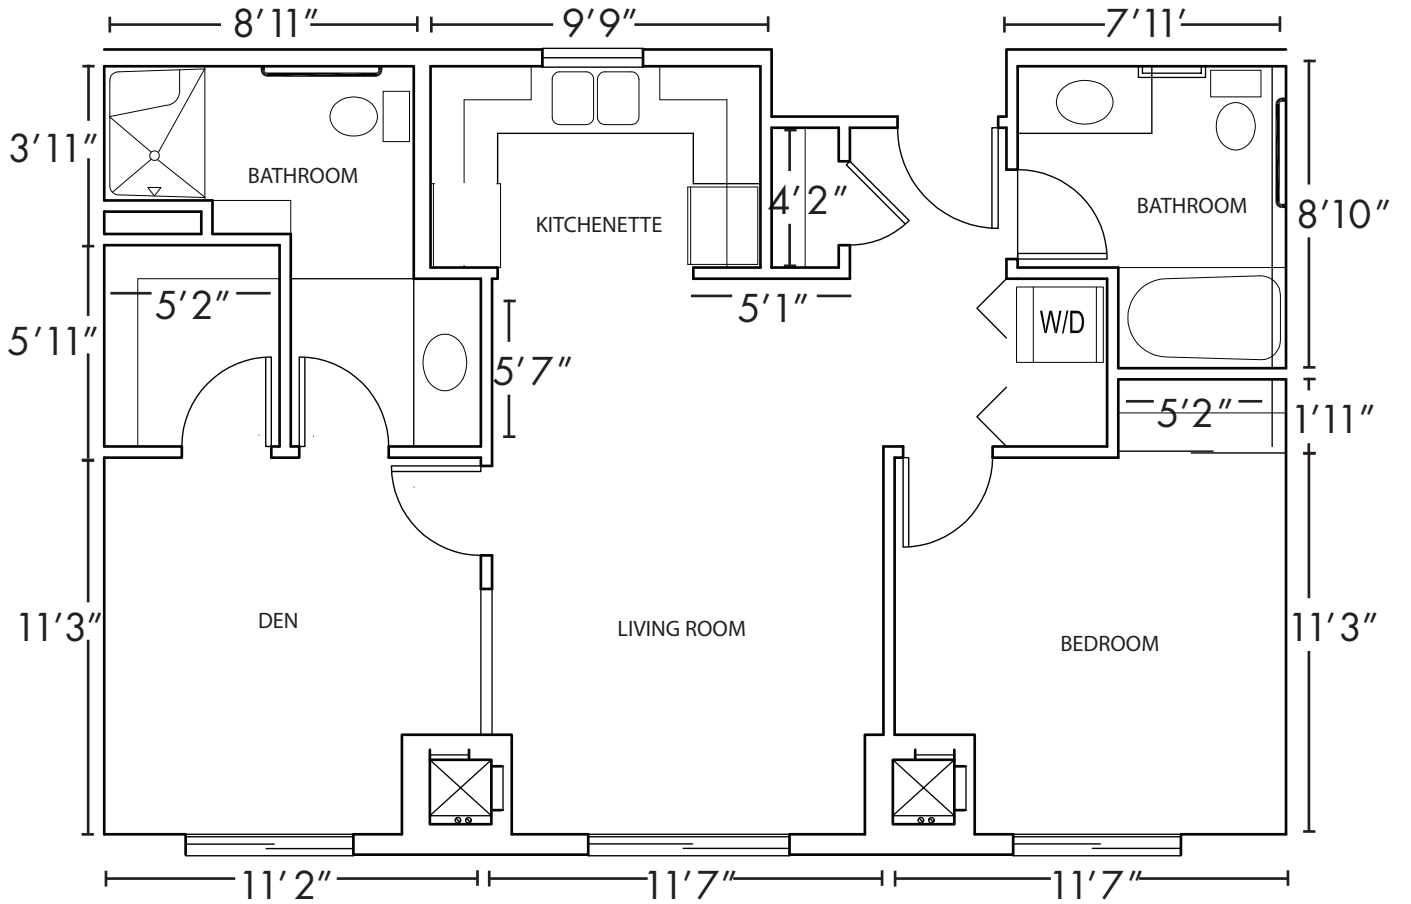 8'11" 9'9" 7'11'
3'11"
BATHROOM
4'2"
BATHROOM
8'10"
KITCHENETTE
5'2"
5'1"
W/D
5'11"
5'7"
5'2"
1'11"
11'3"
DEN
LIVING ROOM
BEDROOM
11'3"
11'2" 11'7" 11'7"